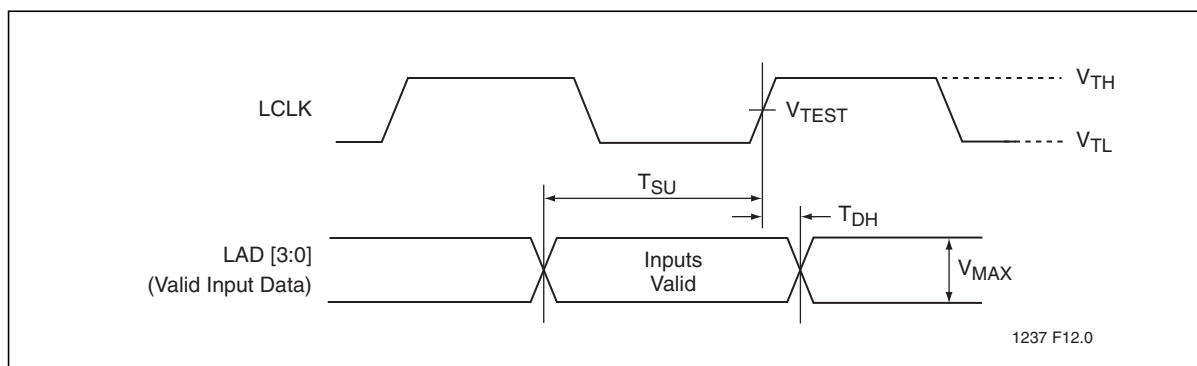 LCLK
VTH
VTEST
VTL
TSU
TDH
LAD [3:0]
(Valid Input Data)
Inputs
Valid
VMAX
1237 F12.0